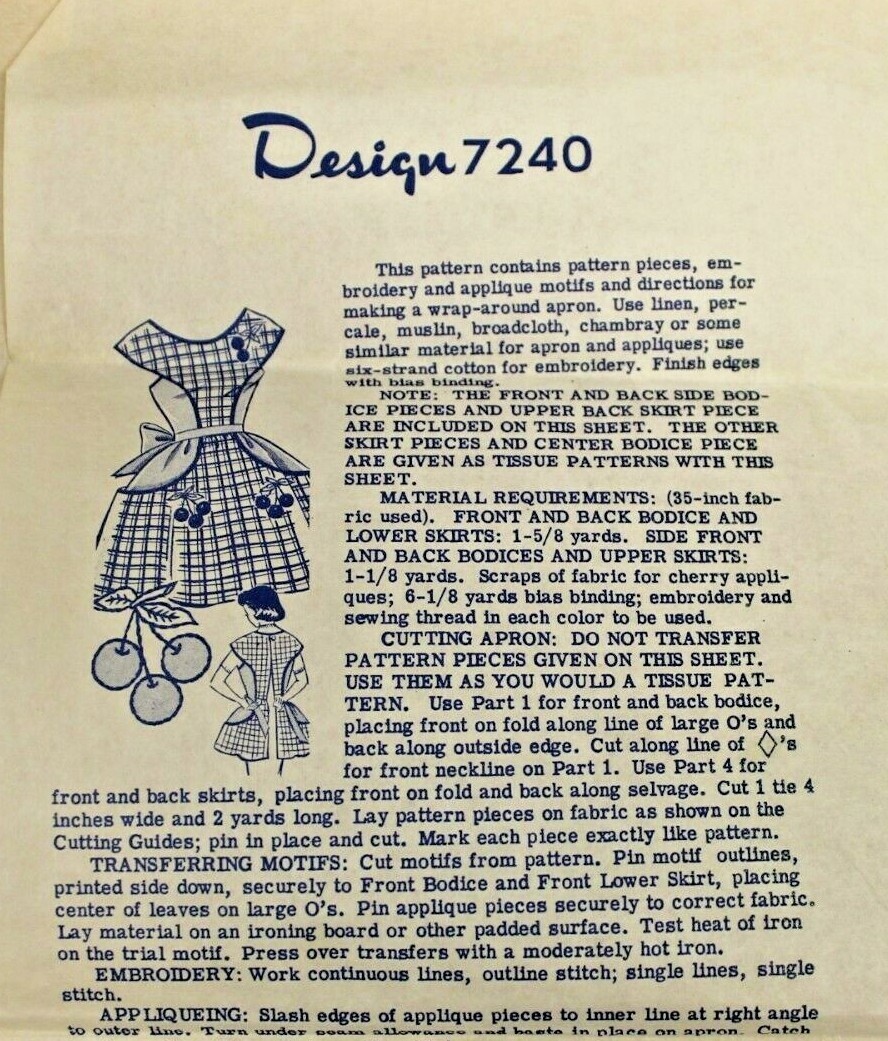 Design 7240
This pattern contains pattern pieces, em-
broidery and applique motifs and directions for
making a wrap-around apron. Use linen, per-
cale, muslin, broadcloth, chambray or some
similar material for apron and appliques; use
six-strand cotton for embroidery. Finish edges
with bias binding.
NOTE: THE FRONT AND BACK SIDE BOD-
ICE PIECES AND UPPER BACK SKIRT PIECE
ARE INCLUDED ON THIS SHEET. THE OTHER
SKIRT PIECES AND CENTER BODICE PIECE
ARE GIVEN AS TISSUE PATTERNS WITH THIS
SHEET.
MATERIAL REQUIREMENTS: (35-inch fab-
ric used). FRONT AND BACK BODICE AND
LOWER SKIRTS: 1-5/8 yards. SIDE FRONT
AND BACK BODICES AND UPPER SKIRTS:
1-1/8 yards. Scraps of fabric for cherry appli-
ques; 6-1/8 yards bias binding; embroidery and
sewing thread in each color to be used.
CUTTING APRON: DO NOT TRANSFER
PATTERN PIECES GIVEN ON THIS SHEET.
USE THEM AS YOU WOULD A TISSUE PAT-
TERN. Use Part 1 for front and back bodice,
placing front on fold along line of large O's and
back along outside edge. Cut along line of ◇'s
for front neckline on Part 1. Use Part 4 for
front and back skirts, placing front on fold and back along selvage. Cut 1 tie 4
inches wide and 2 yards long. Lay pattern pieces on fabric as shown on the
Cutting Guides; pin in place and cut. Mark each piece exactly like pattern.
TRANSFERRING MOTIFS: Cut motifs from pattern. Pin motif outlines,
printed side down, securely to Front Bodice and Front Lower Skirt, placing
center of leaves on large O's. Pin applique pieces securely to correct fabric.
Lay material on an ironing board or other padded surface. Test heat of iron
on the trial motif. Press over transfers with a moderately hot iron.
EMBROIDERY: Work continuous lines, outline stitch; single lines, single
stitch.
APPLIQUEING: Slash edges of applique pieces to inner line at right angle
to outer line. Turn under seam allowance and baste in place on apron. Catch